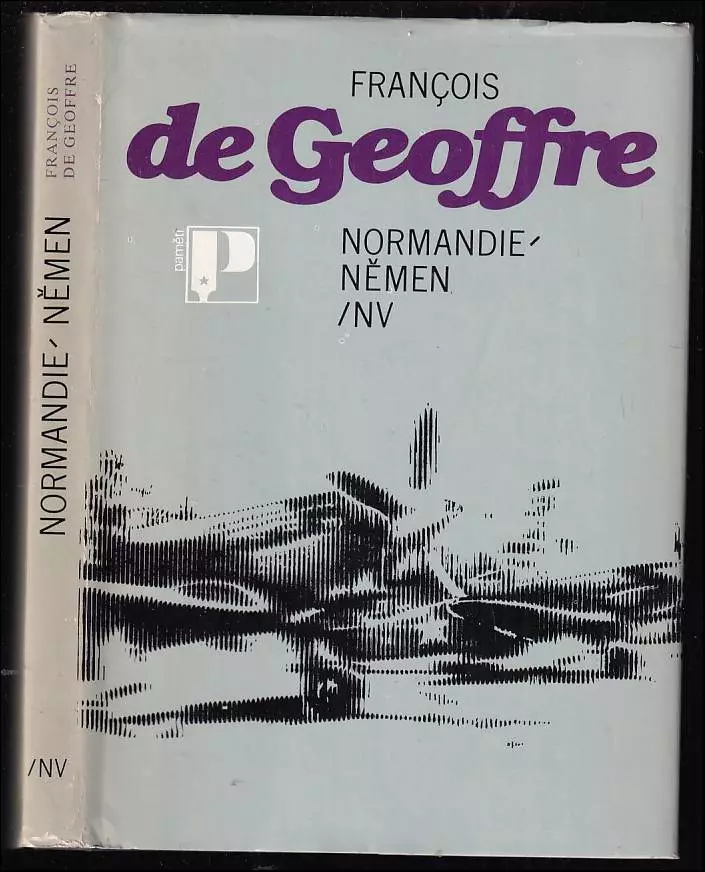 FRANÇOIS
DE GEOFFRE
NORMANDIE´ NĚMEN
/NV
FRANÇOIS
de Geoffre
paměti
P
NORMANDIE´
NĚMEN
/NV